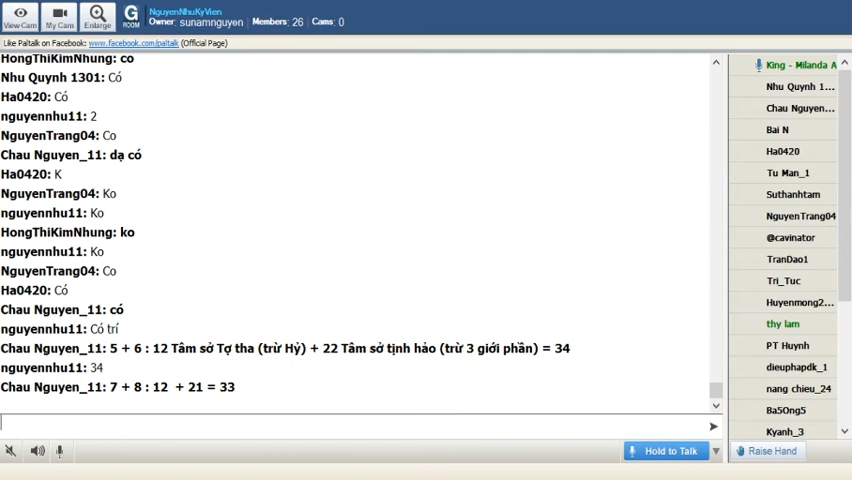 NguyenNhuKyVien
G
ROOM
Owner: sunamnguyen Members: 26 Cams: 0
View Cam
My Cams
Enlarge
Like Paltalk on Facebook: www.facebook.com/paltalk (Official Page)
HongThiKimNhung: co
Nhu Quynh 1301: Có
Ha0420: Có
nguyennhu11: 2
NguyenTrang04: Co
Chau Nguyen_11: dạ có
Ha0420: K
NguyenTrang04: Ko
nguyennhu11: Ko
HongThiKimNhung: ko
nguyennhu11: Ko
NguyenTrang04: Co
Ha0420: Có
Chau Nguyen_11: có
nguyennhu11: Có trí
Chau Nguyen_11: 5 + 6 : 12 Tâm sở Tợ tha (trừ Hỷ) + 22 Tâm sở tịnh hảo (trừ 3 giới phần) = 34
nguyennhu11: 34
Chau Nguyen_11: 7 + 8 : 12 + 21 = 33
Hold to Talk
King - Milanda A
Nhu Quynh 1...
Chau Nguyen...
Bai N
Ha0420
Tu Man_1
Suthanhtam
NguyenTrang04
@cavinator
TranDao1
Tri_Tuc
Huyenmong2...
thy lam
PT Huynh
dieuphapdk_1
nang chieu_24
Ba5Ong5
Kyanh_3
Raise Hand